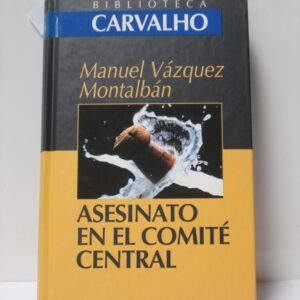 BIBLIOTECA
CARVALHO
Manuel Vázquez
Montalbán
ASESINATO
EN EL COMITÉ
CENTRAL